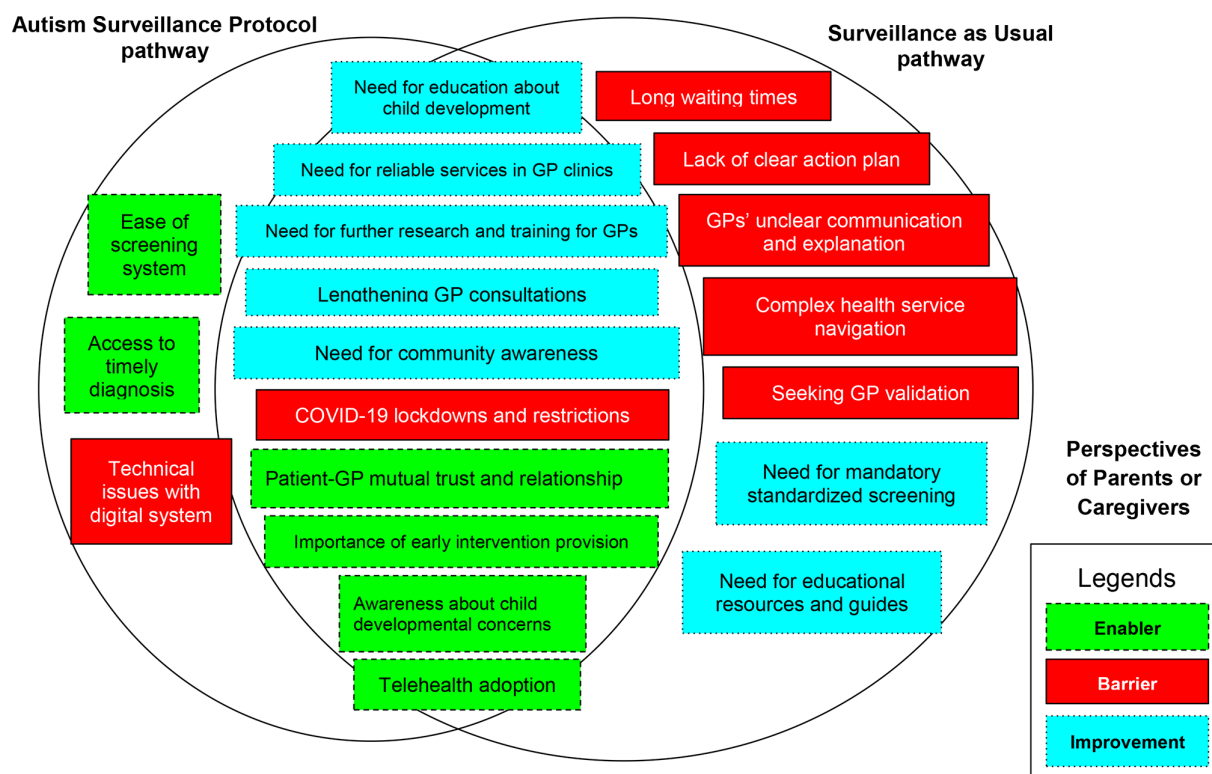 Autism Surveillance Protocol
pathway
Surveillance as Usual
pathway
Need for education about
child development
Need for reliable services in GP clinics
Need for further research and training for GPs
Lengthening GP consultations
Need for community awareness
COVID-19 lockdowns and restrictions
Patient-GP mutual trust and relationship
Importance of early intervention provision
Awareness about child
developmental concerns
Telehealth adoption
Ease of
screening
system
Access to
timely
diagnosis
Technical
issues with
digital system
Long waiting times
Lack of clear action plan
GPs’ unclear communication
and explanation
Complex health service
navigation
Seeking GP validation
Need for mandatory
standardized screening
Need for educational
resources and guides
Perspectives
of Parents or
Caregivers
Legends
Enabler
Barrier
Improvement